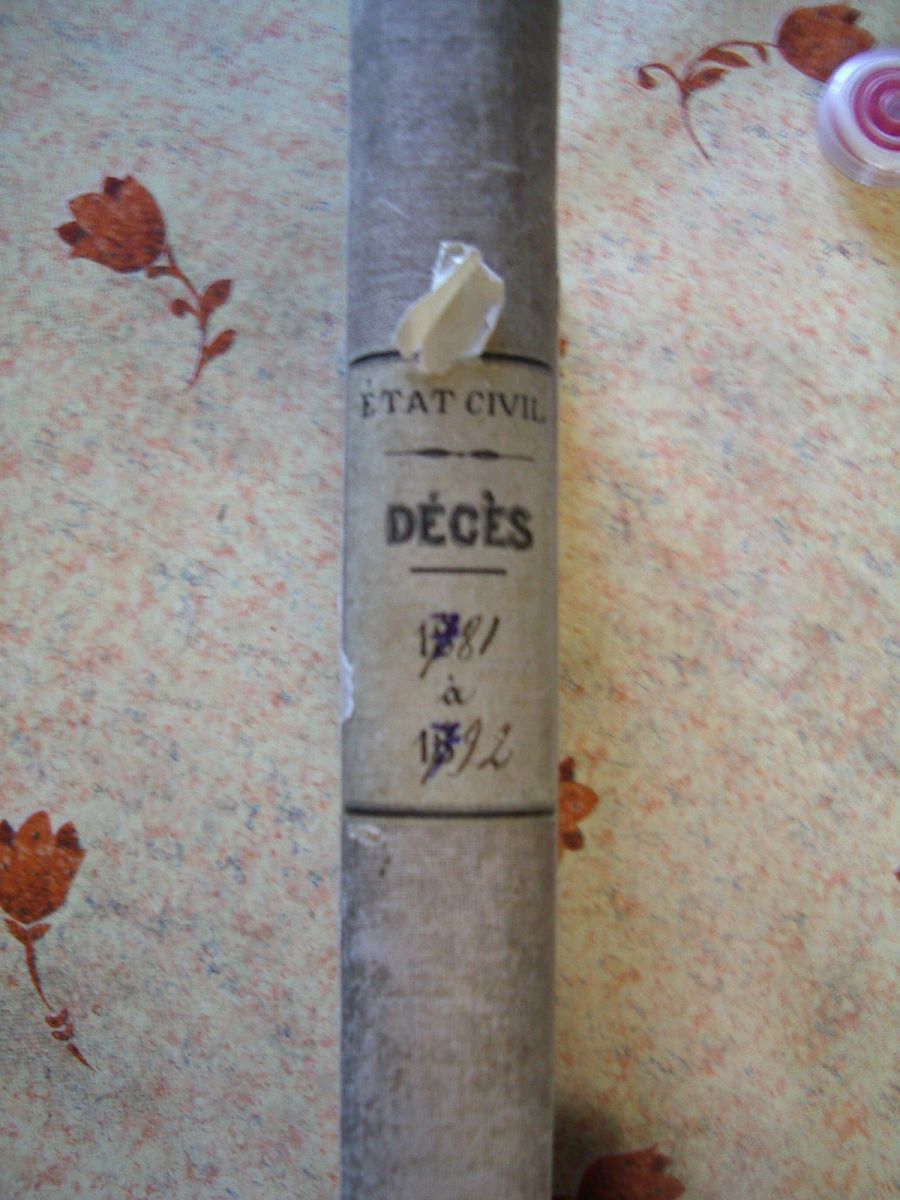 ÉTAT CIVIL
DÉCÈS
1781
à
1792